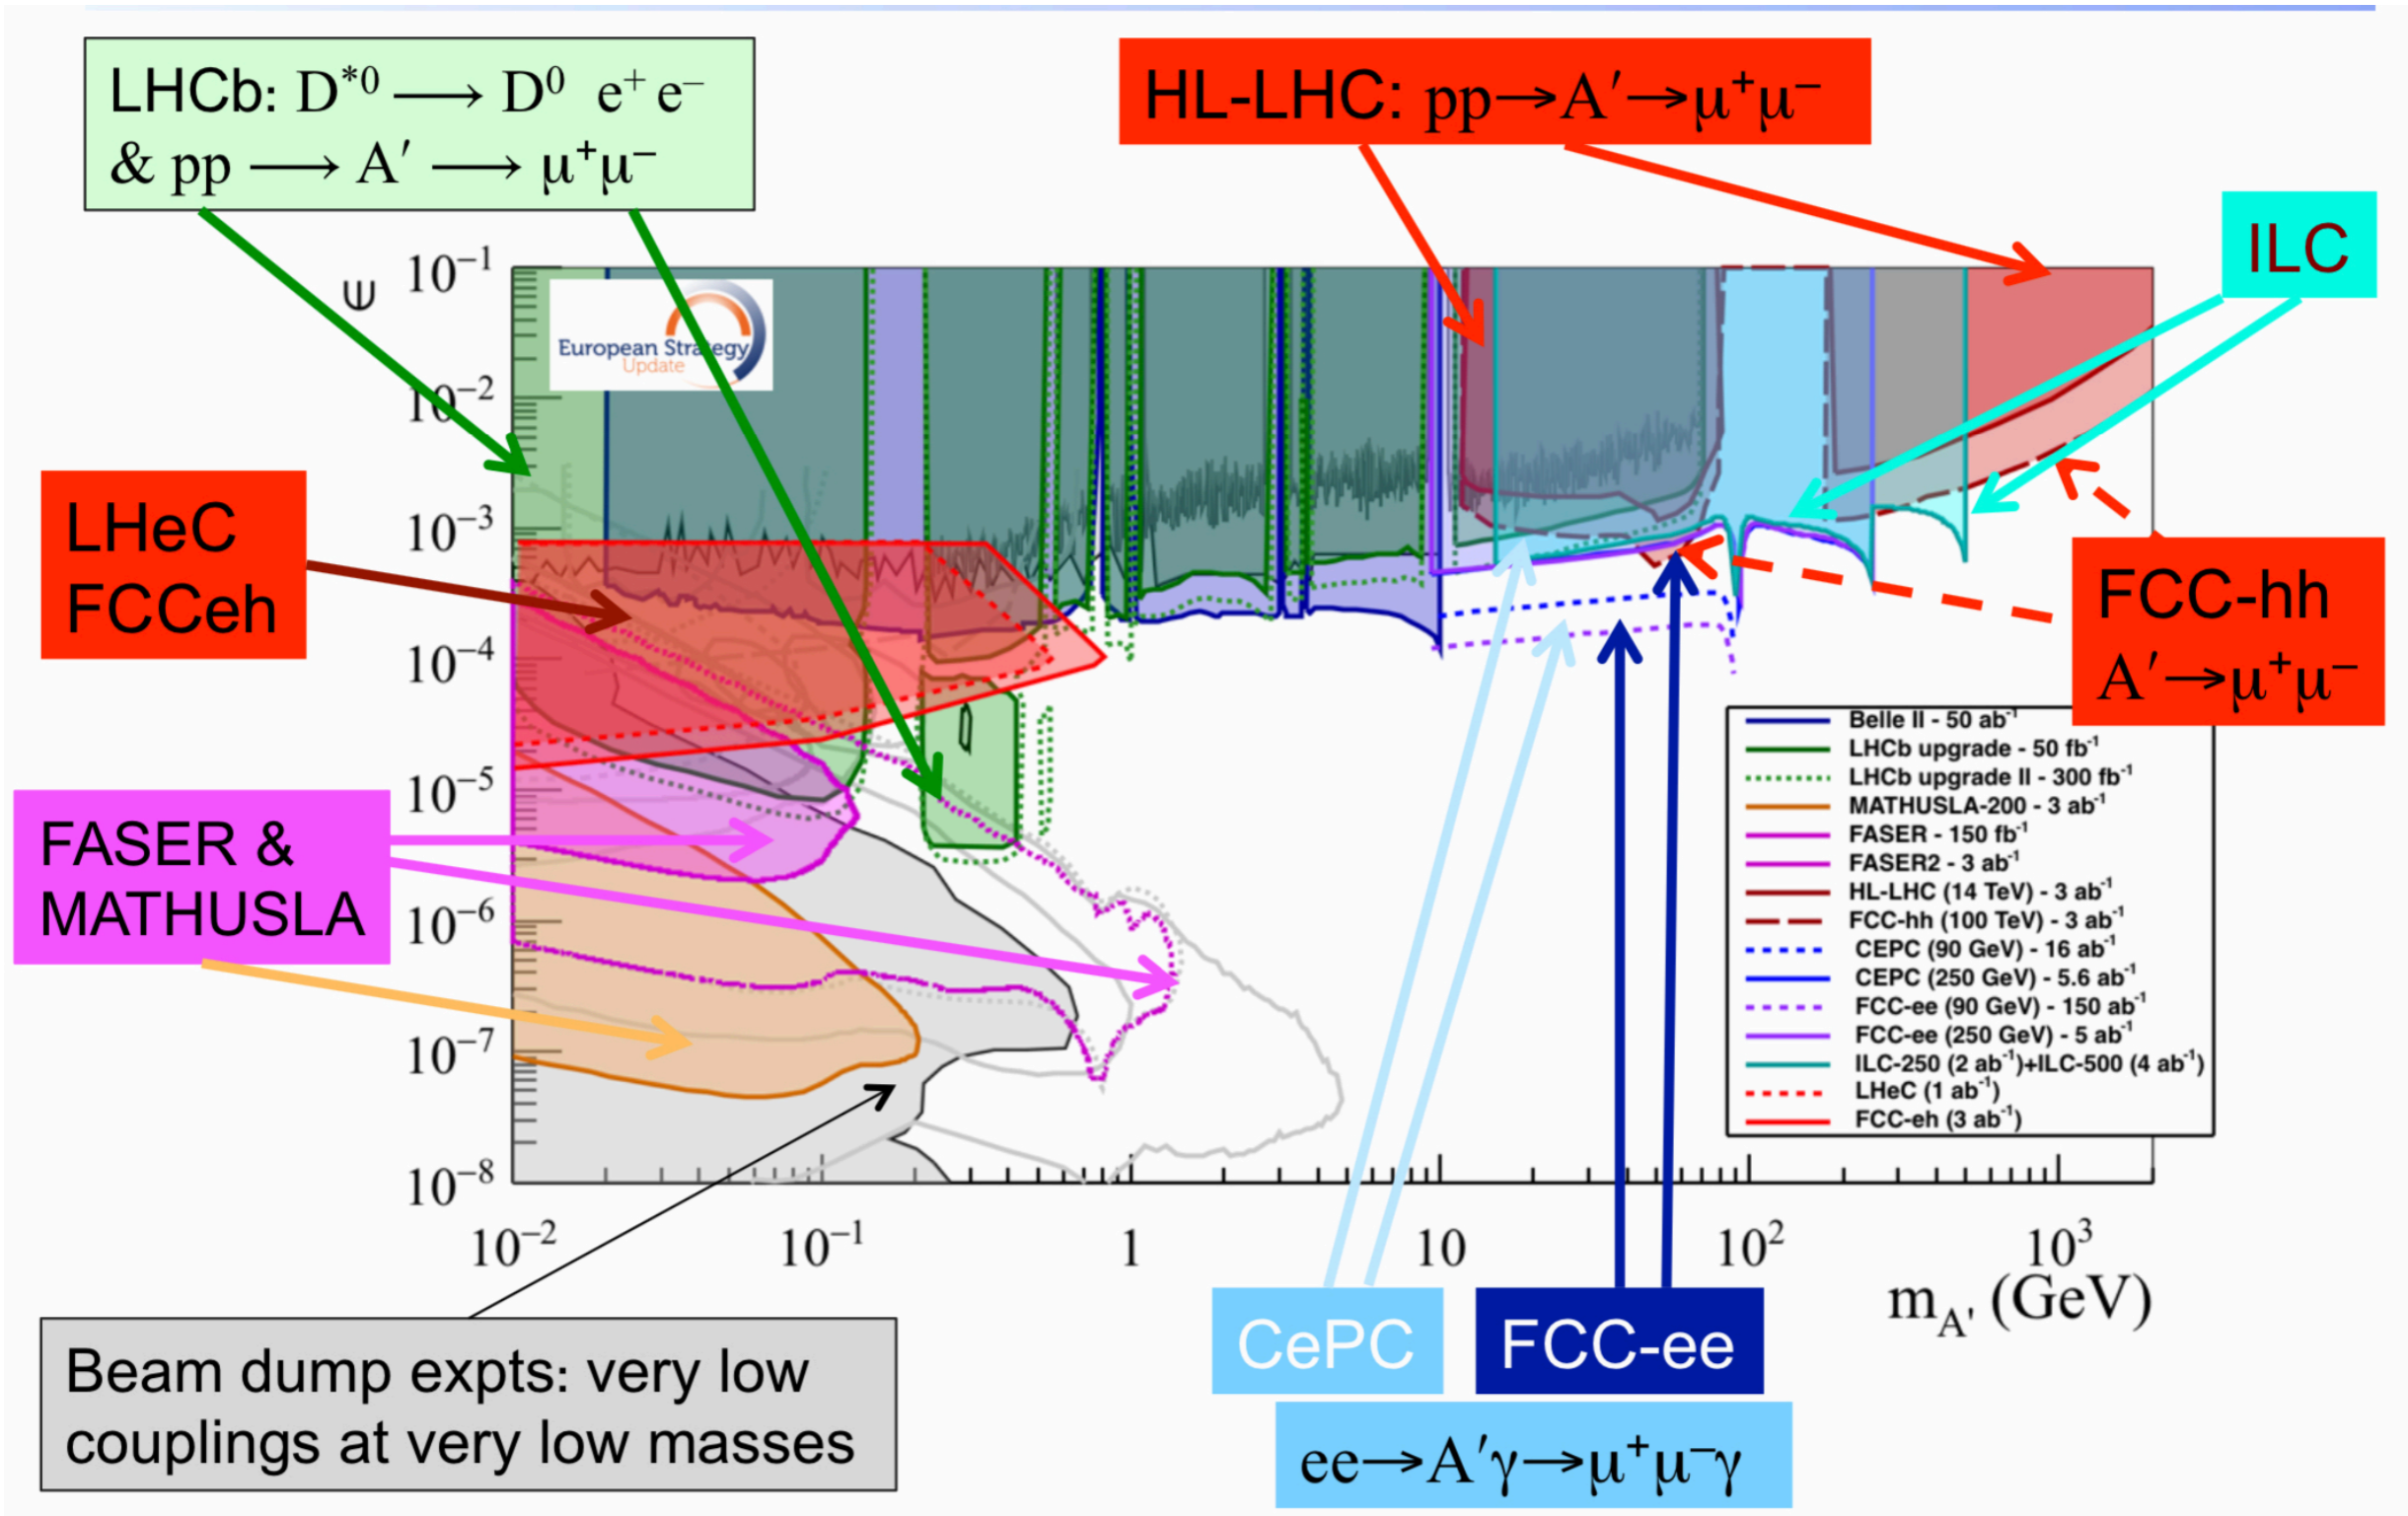 LHCb: D*⁰ ⟶ D⁰ e⁺ e⁻
& pp ⟶ A′ ⟶ μ⁺μ⁻
HL-LHC: pp→A′→μ⁺μ⁻
ILC
LHeC
FCCeh
FASER &
MATHUSLA
FCC-hh
A′→μ⁺μ⁻
European Strategy
Update
∈
10⁻¹
10⁻²
10⁻³
10⁻⁴
10⁻⁵
10⁻⁶
10⁻⁷
10⁻⁸
Belle II - 50 ab⁻¹
LHCb upgrade - 50 fb⁻¹
LHCb upgrade II - 300 fb⁻¹
MATHUSLA-200 - 3 ab⁻¹
FASER - 150 fb⁻¹
FASER2 - 3 ab⁻¹
HL-LHC (14 TeV) - 3 ab⁻¹
FCC-hh (100 TeV) - 3 ab⁻¹
CEPC (90 GeV) - 16 ab⁻¹
CEPC (250 GeV) - 5.6 ab⁻¹
FCC-ee (90 GeV) - 150 ab⁻¹
FCC-ee (250 GeV) - 5 ab⁻¹
ILC-250 (2 ab⁻¹)+ILC-500 (4 ab⁻¹)
LHeC (1 ab⁻¹)
FCC-eh (3 ab⁻¹)
10⁻² 10⁻¹ 1 10 10² 10³
m_A' (GeV)
Beam dump expts: very low
couplings at very low masses
CePC
FCC-ee
ee→A′γ→μ⁺μ⁻γ